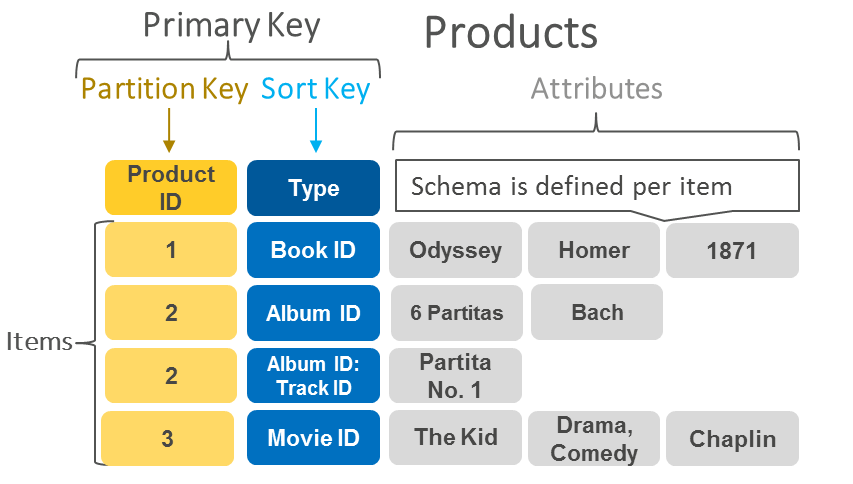 Primary Key
Products
Partition Key
Sort Key
Attributes
Product
ID
Type
Schema is defined per item
Items
1
Book ID
Odyssey
Homer
1871
2
Album ID
6 Partitas
Bach
2
Album ID:
Track ID
Partita
No. 1
3
Movie ID
The Kid
Drama,
Comedy
Chaplin